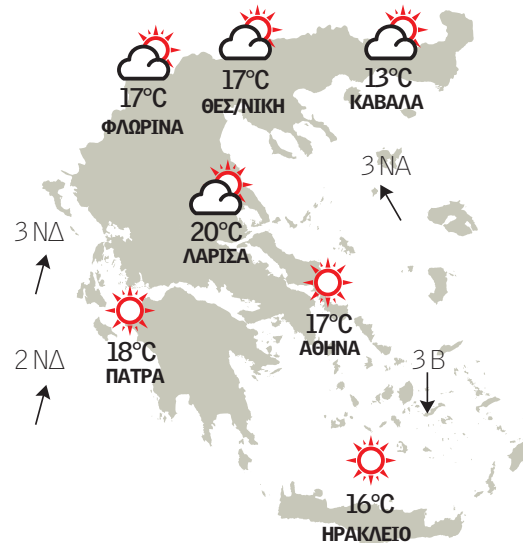 17°C
ΦΛΩΡΙΝΑ
17°C
ΘΕΣ/ΝΙΚΗ
13°C
ΚΑΒΑΛΑ
3 ΝΑ
20°C
ΛΑΡΙΣΑ
3 ΝΔ
17°C
ΑΘΗΝΑ
18°C
ΠΑΤΡΑ
2 ΝΔ
3 Β
16°C
ΗΡΑΚΛΕΙΟ